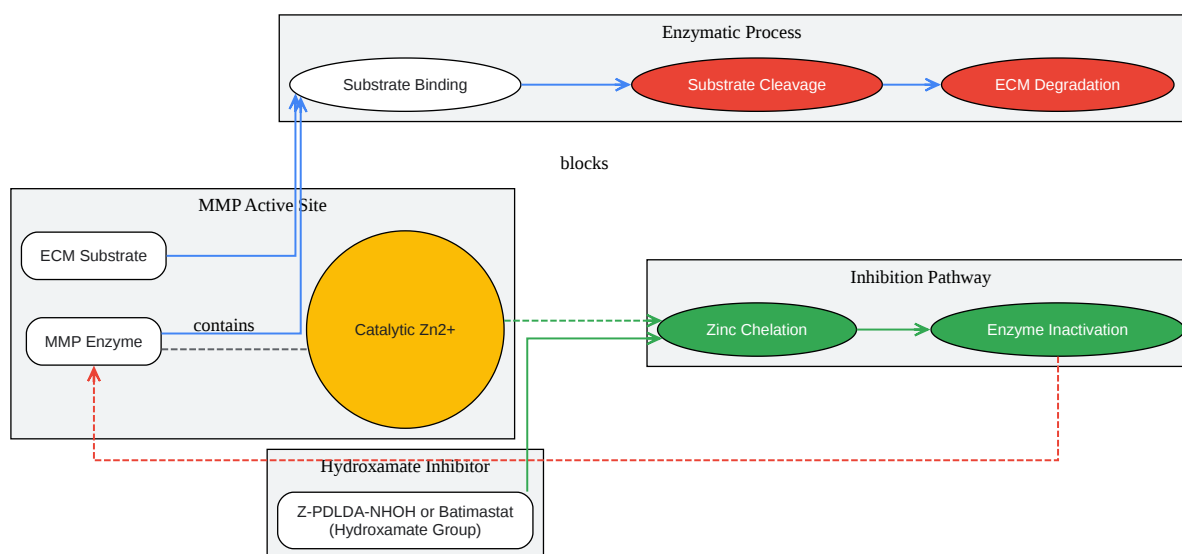 Enzymatic Process
Substrate Binding
Substrate Cleavage
ECM Degradation
blocks
MMP Active Site
ECM Substrate
MMP Enzyme
contains
Catalytic Zn2+
Inhibition Pathway
Zinc Chelation
Enzyme Inactivation
Hydroxamate Inhibitor
Z-PDLDA-NHOH or Batimastat
(Hydroxamate Group)